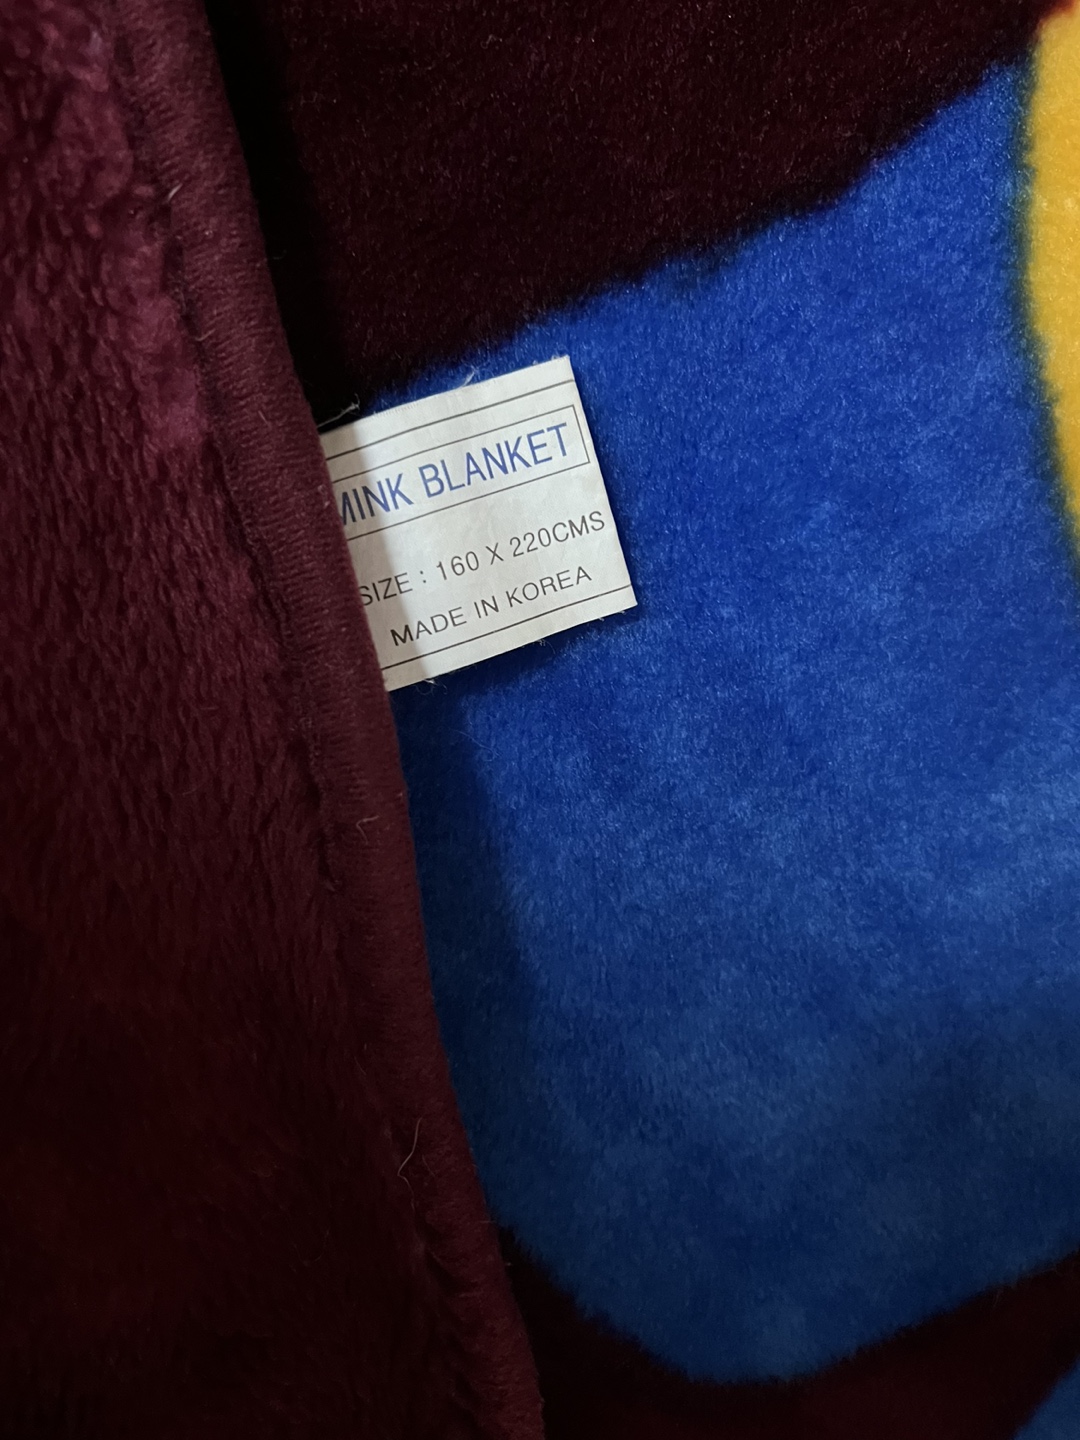 MINK BLANKET
SIZE : 160 X 220CMS
MADE IN KOREA